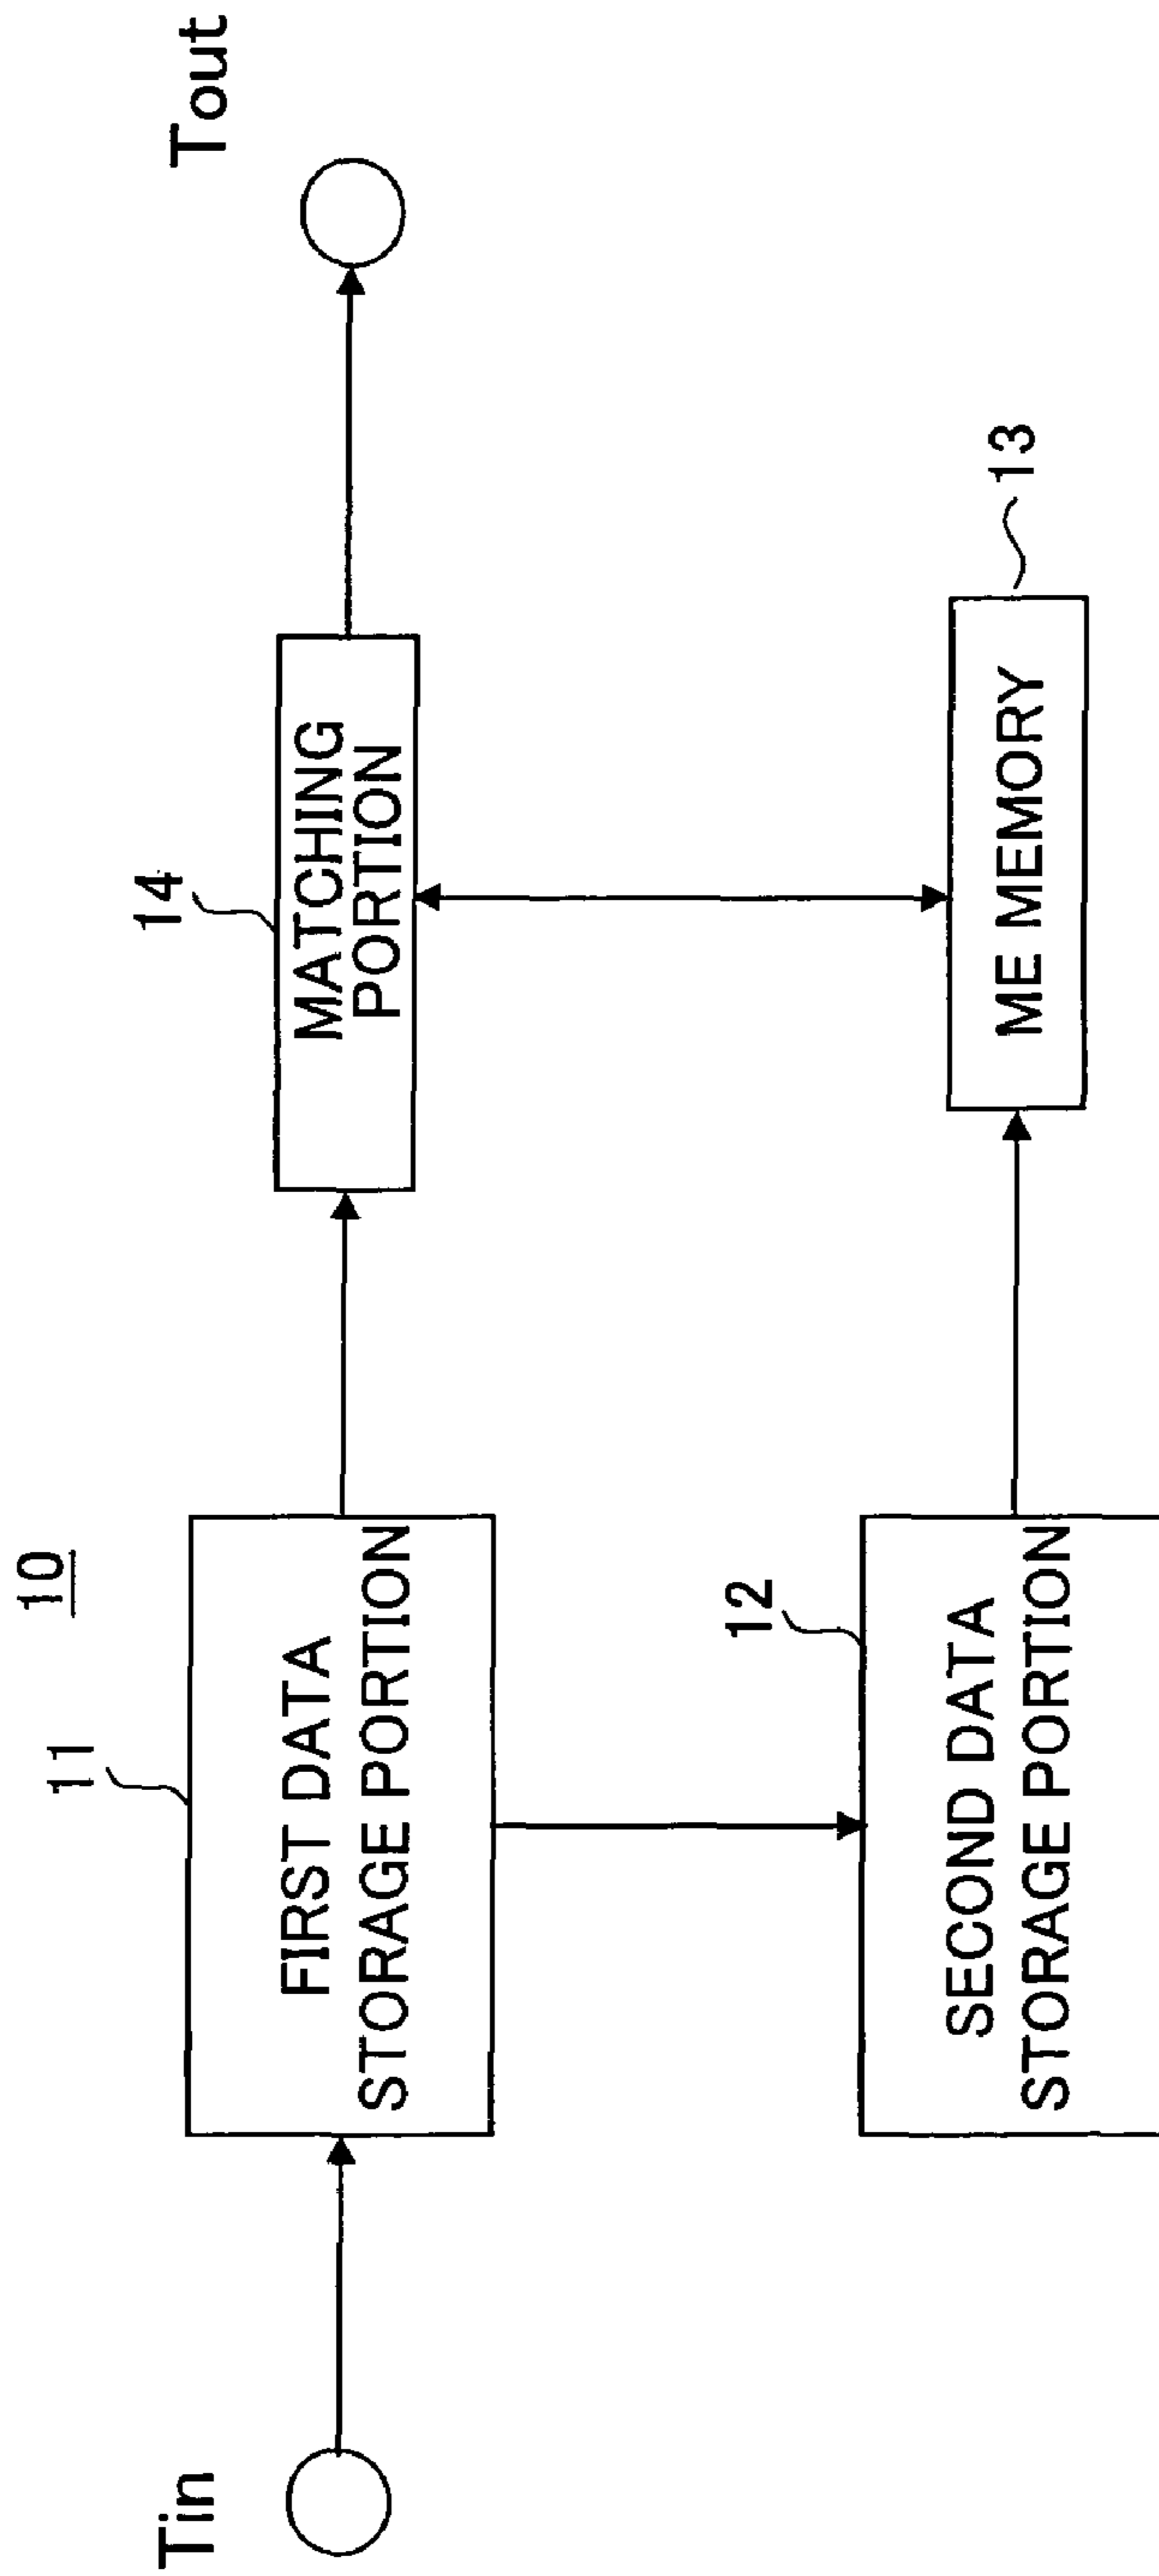 10
Tin
11
FIRST DATA
STORAGE PORTION
14
MATCHING
PORTION
Tout
12
SECOND DATA
STORAGE PORTION
ME MEMORY
13